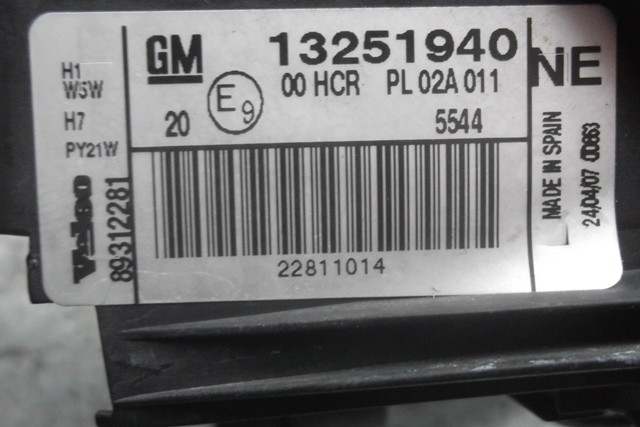 H1
W5W
H7
PY21W
Valeo
89312281
GM 13251940
E9 00 HCR PL 02A 011
20 5544
22811014
NE
MADE IN SPAIN
24/04/07